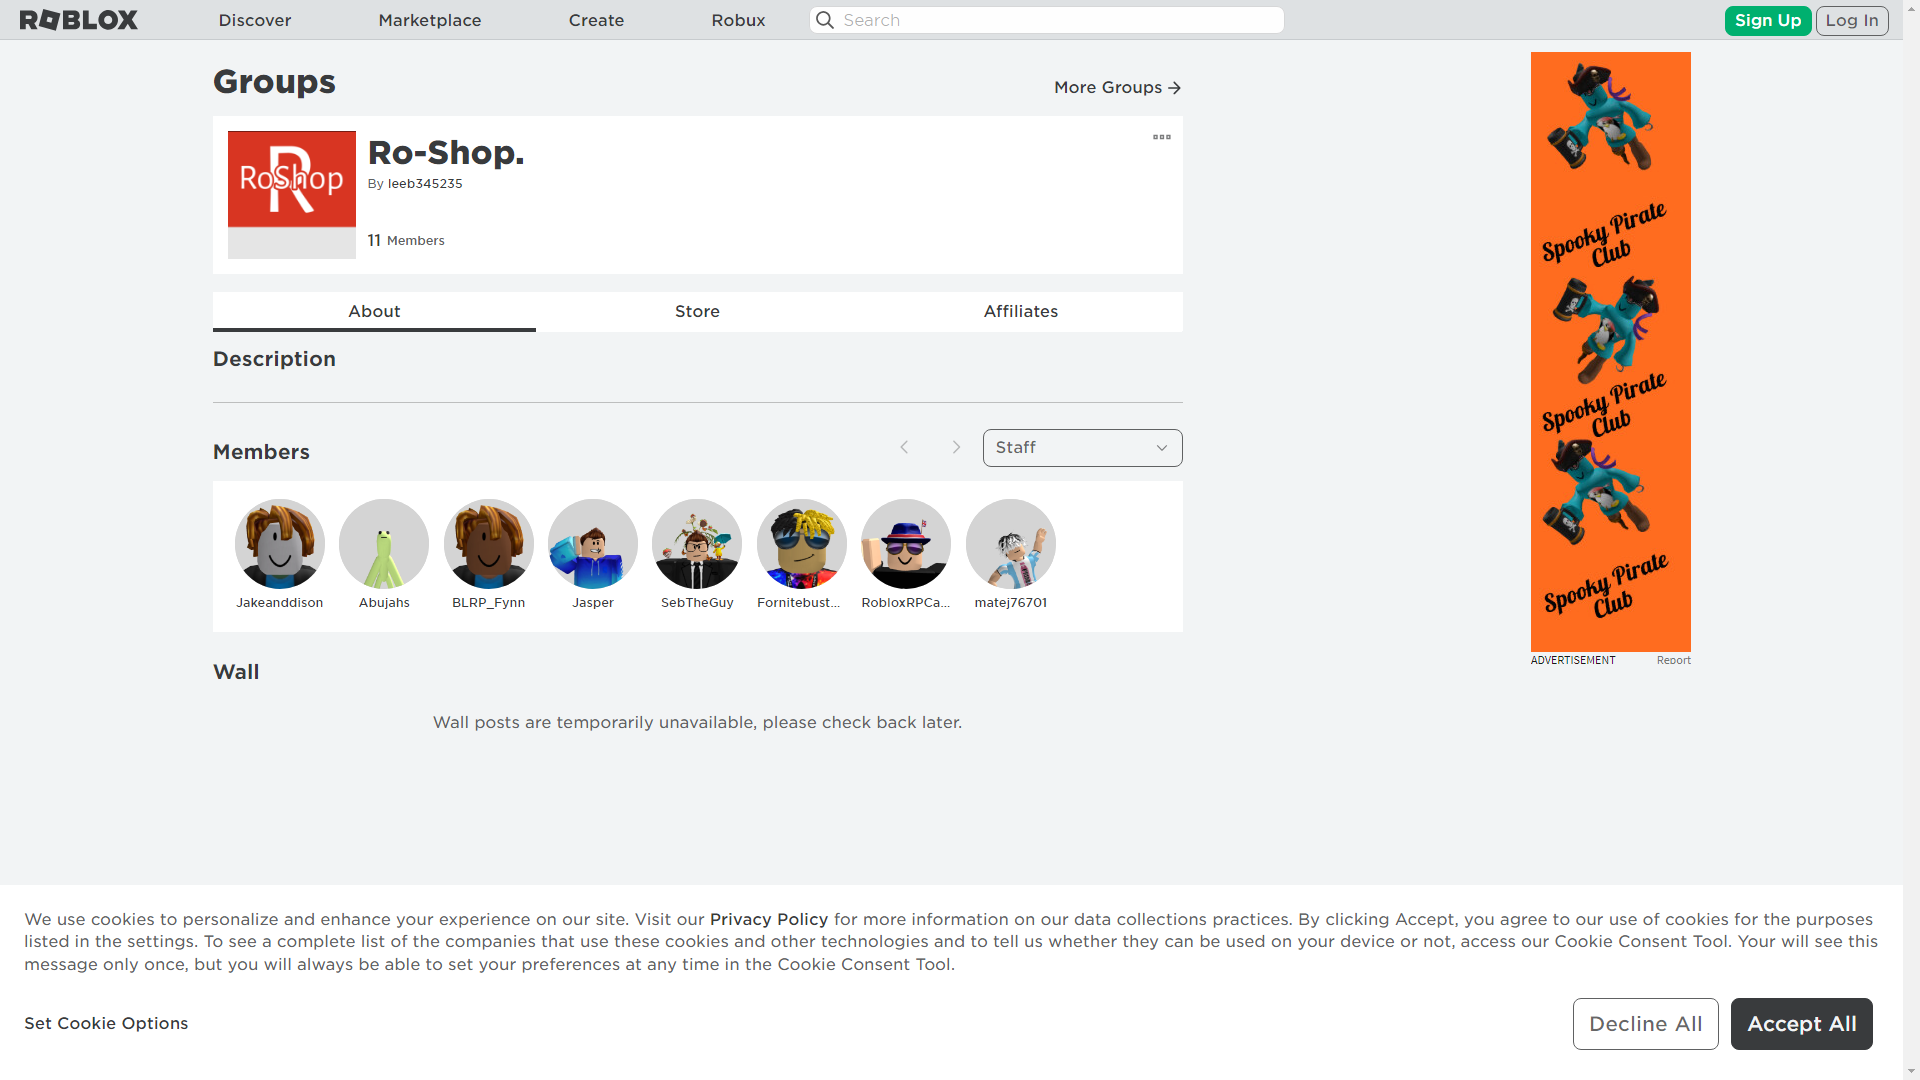 ROBLOX
Discover
Marketplace
Create
Robux
Search
Sign Up
Log In
Groups
More Groups
R
RoShop
Ro-Shop.
By leeb345235
11 Members
About
Store
Affiliates
Description
Members
Staff
Jakeanddison
Abujahs
BLRP_Fynn
Jasper
SebTheGuy
Fornitebust...
RobloxRPCa...
matej76701
Wall
Wall posts are temporarily unavailable, please check back later.
Spooky Pirate
Club
Spooky Pirate
Club
Spooky Pirate
Club
ADVERTISEMENT
Report
We use cookies to personalize and enhance your experience on our site. Visit our Privacy Policy for more information on our data collections practices. By clicking Accept, you agree to our use of cookies for the purposes
listed in the settings. To see a complete list of the companies that use these cookies and other technologies and to tell us whether they can be used on your device or not, access our Cookie Consent Tool. Your will see this
message only once, but you will always be able to set your preferences at any time in the Cookie Consent Tool.
Set Cookie Options
Decline All
Accept All